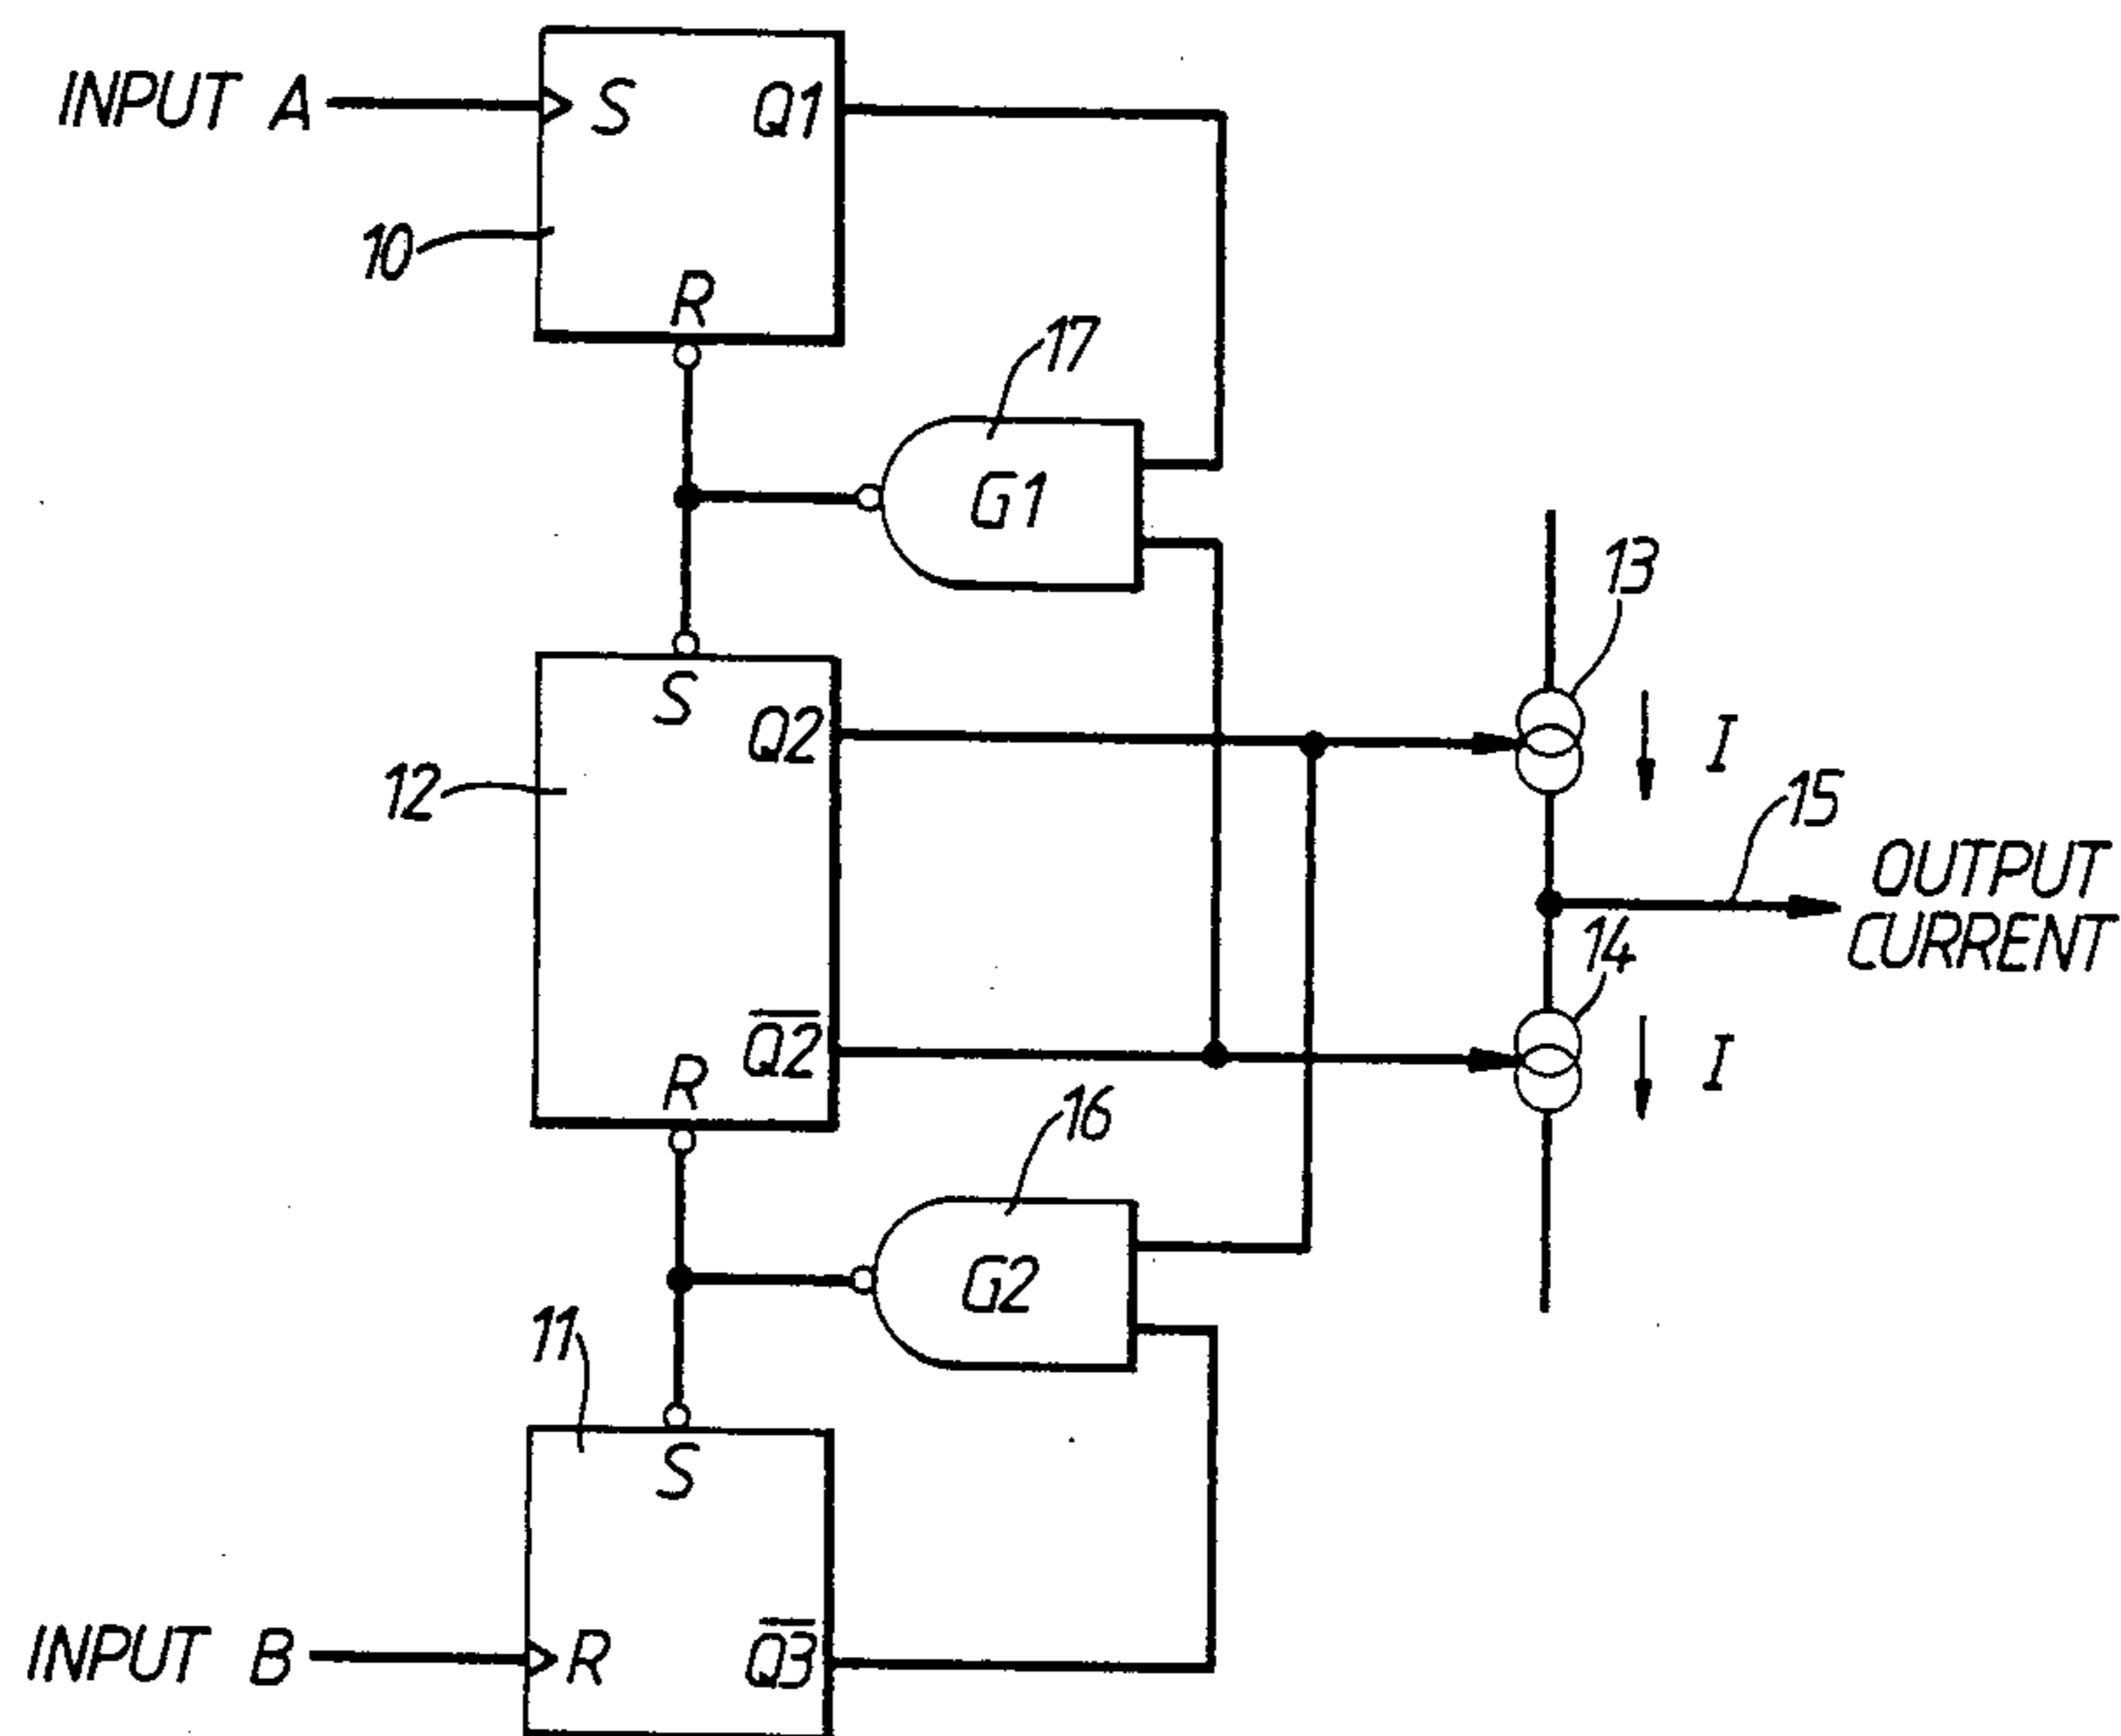 INPUT A
S
Q1
10
R
17
G1
13
S
Q2
I
12
15
OUTPUT
CURRENT
14
Q2̅
R
I
16
G2
11
S
INPUT B
R
Q3̅